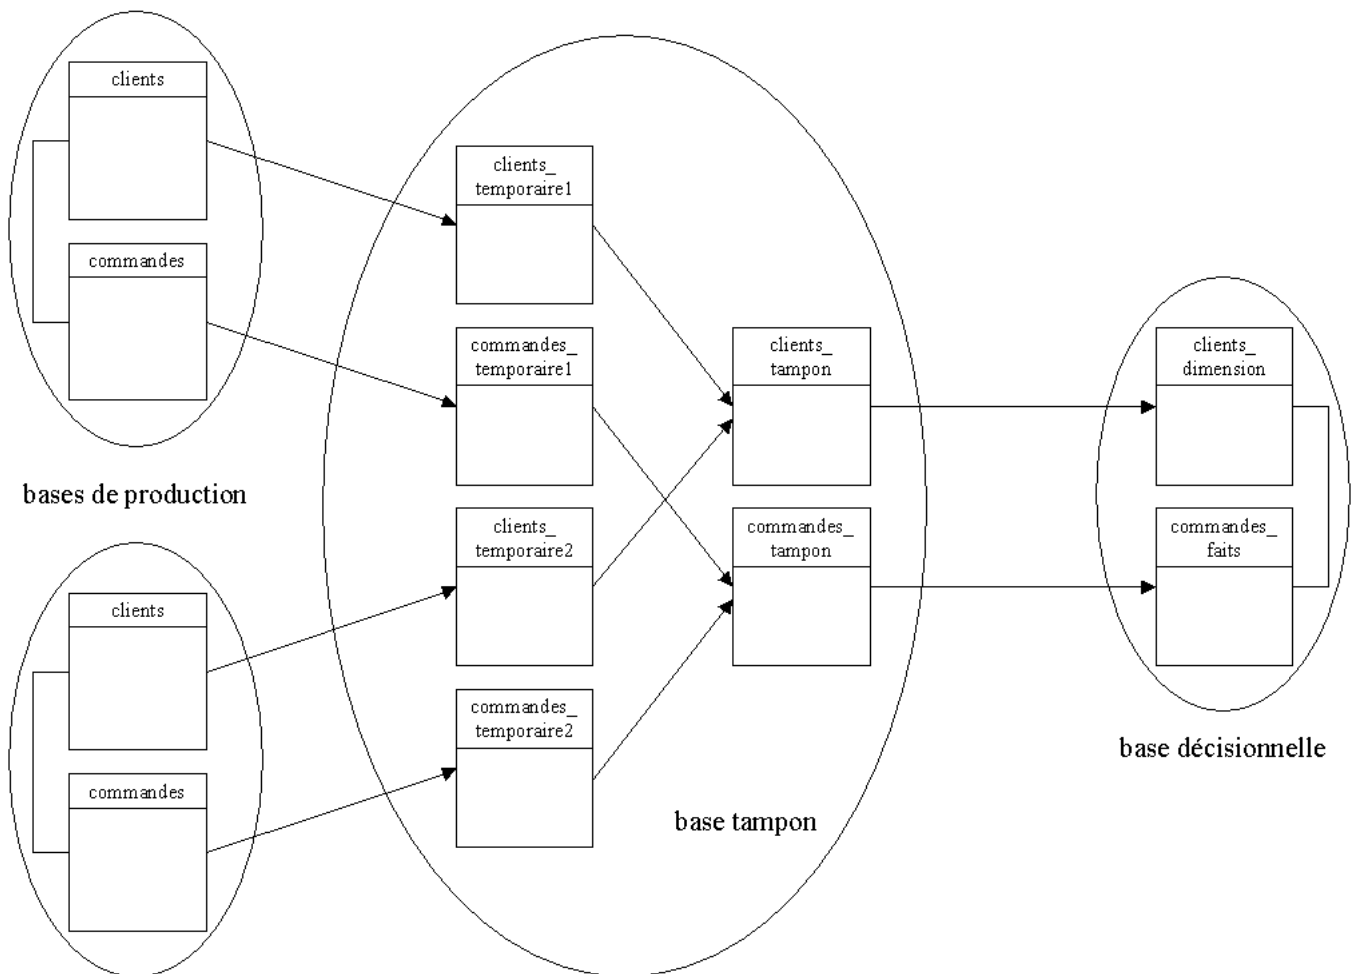 clients
commandes
bases de production
clients
commandes
clients_
temporaire1
commandes_
temporaire1
clients_
temporaire2
commandes_
temporaire2
clients_
tampon
commandes_
tampon
base tampon
clients_
dimension
commandes_
faits
base décisionnelle